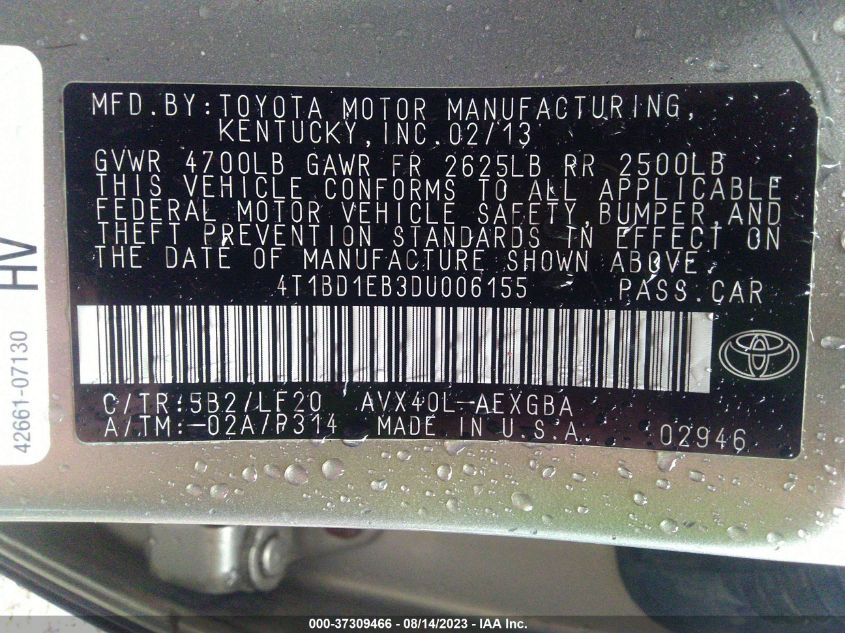 MFD.BY:TOYOTA MOTOR MANUFACTURING,
KENTUCKY,INC.02/13
GVWR 4700LB GAWR FR 2625LB RR 2500LB
THIS VEHICLE CONFORMS TO ALL APPLICABLE
FEDERAL MOTOR VEHICLE SAFETY,BUMPER,AND
THEFT PREVENTION STANDARDS IN EFFECT ON
THE DATE OF MANUFACTURE SHOWN ABOVE.
4T1BD1EB3DU006155 PASS.CAR
C/TR:5B2/LF20 AVX40L-AEXGBA
A/TM:-02A/P314 MADE IN U.S.A. 02946
HV
42661-07130
000-37309466 - 08/14/2023 - IAA Inc.